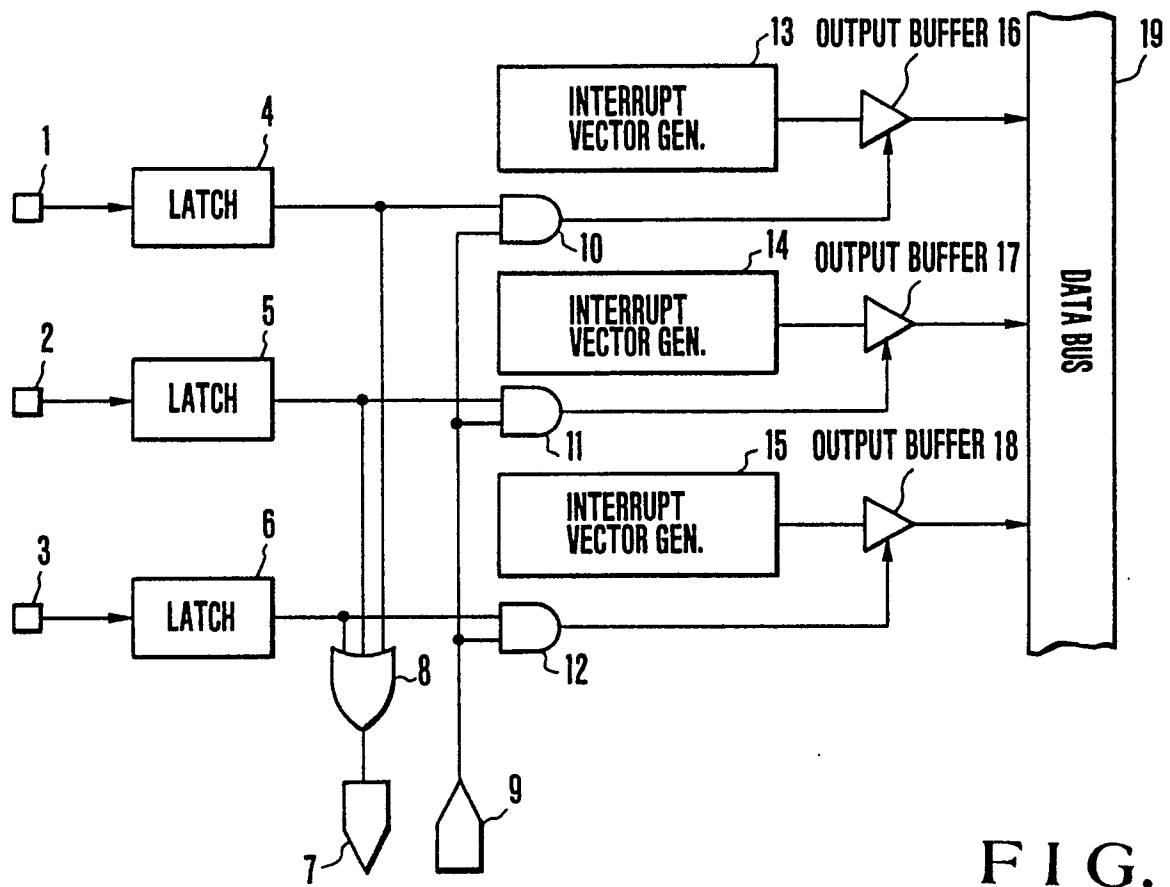 13
OUTPUT BUFFER 16
19
INTERRUPT
VECTOR GEN.
1
4
LATCH
10
14
OUTPUT BUFFER 17
INTERRUPT
VECTOR GEN.
DATA BUS
2
5
LATCH
11
15
OUTPUT BUFFER 18
INTERRUPT
VECTOR GEN.
3
6
LATCH
12
8
9
7
FIG.